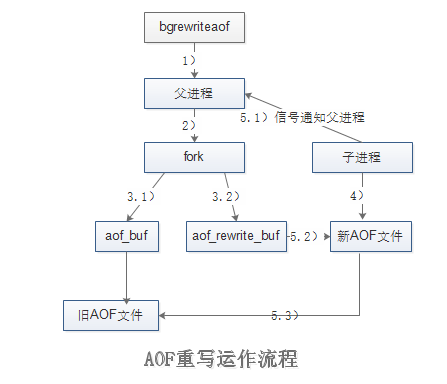 bgrewriteaof
1）
父进程
5.1）信号通知父进程
2）
fork
子进程
3.1）
3.2）
4）
aof_buf
aof_rewrite_buf
5.2）
新AOF文件
旧AOF文件
5.3）
AOF重写运作流程